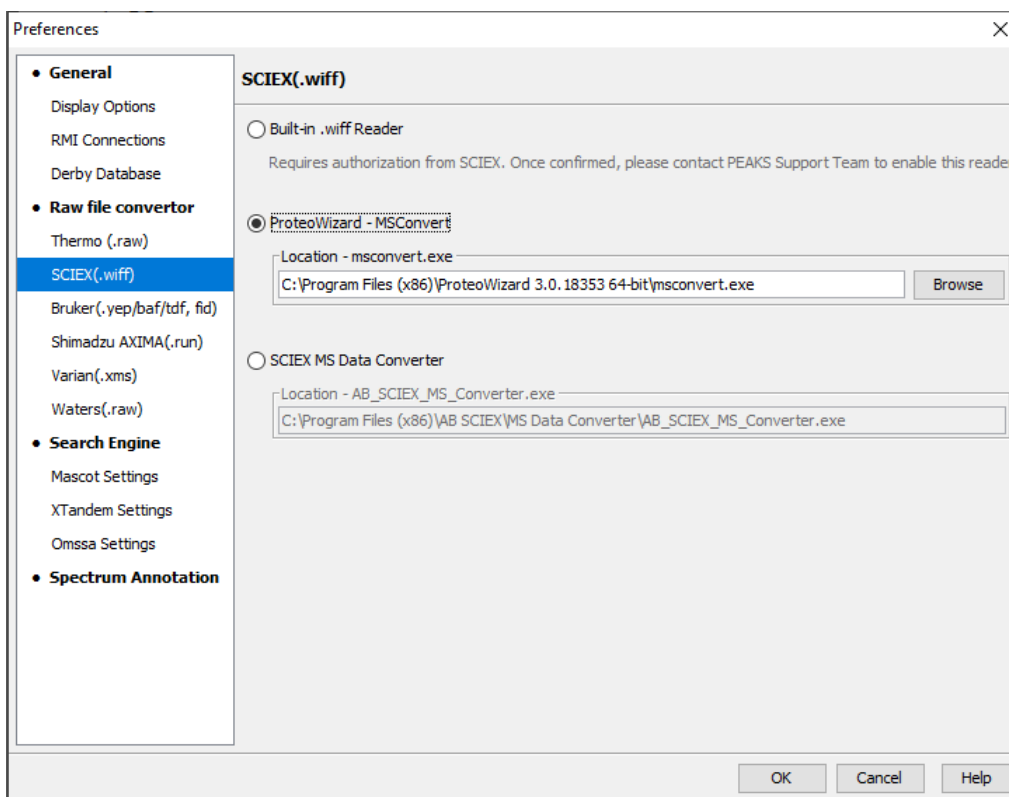 Preferences
General
Display Options
RMI Connections
Derby Database
Raw file convertor
Thermo (.raw)
SCIEX(.wiff)
Bruker(.yep/baf/tdf, fid)
Shimadzu AXIMA(.run)
Varian(.xms)
Waters(.raw)
Search Engine
Mascot Settings
XTandem Settings
Omssa Settings
Spectrum Annotation
SCIEX(.wiff)
Built-in .wiff Reader
Requires authorization from SCIEX. Once confirmed, please contact PEAKS Support Team to enable this reade
ProteoWizard - MSConvert
Location - msconvert.exe
C:\Program Files (x86)\ProteoWizard 3.0.18353 64-bit\msconvert.exe
Browse
SCIEX MS Data Converter
Location - AB_SCIEX_MS_Converter.exe
C:\Program Files (x86)\AB SCIEX\MS Data Converter\AB_SCIEX_MS_Converter.exe
OK
Cancel
Help